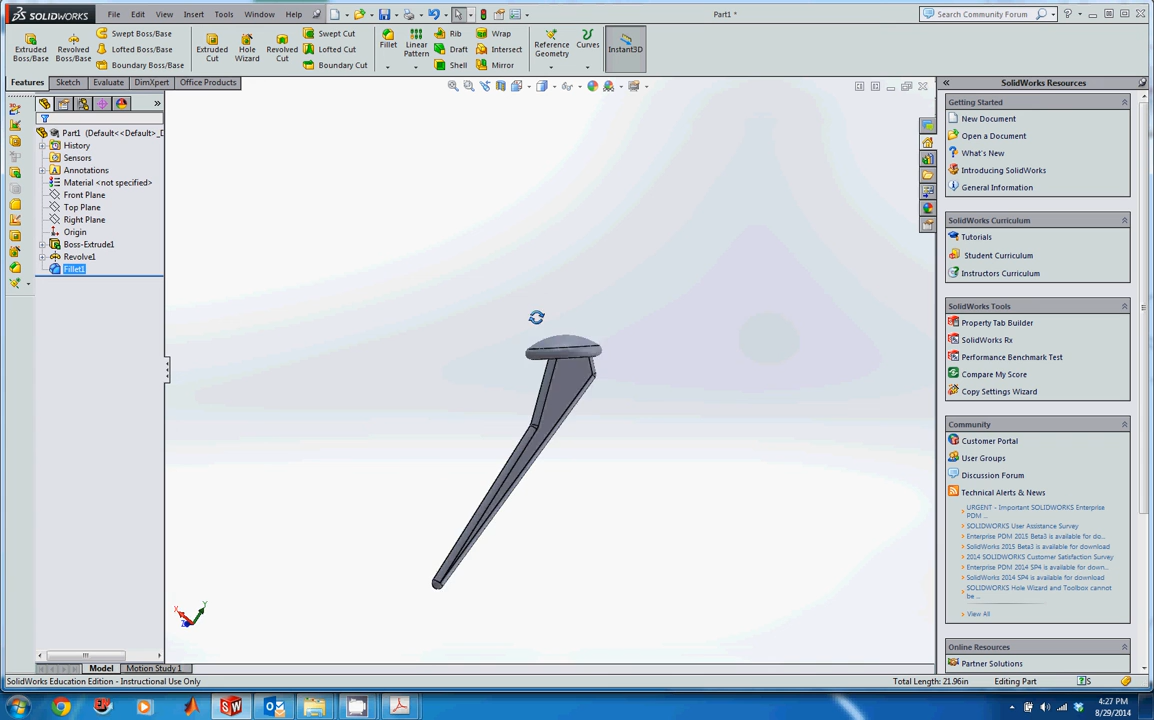 SOLIDWORKS File Edit View Insert Tools Window Help Part1 * Search Community Forum
Extruded Boss/Base
Revolved Boss/Base
Swept Boss/Base
Lofted Boss/Base
Boundary Boss/Base
Extruded Cut
Hole Wizard
Revolved Cut
Swept Cut
Lofted Cut
Boundary Cut
Fillet
Linear Pattern
Rib
Draft
Shell
Wrap
Intersect
Mirror
Reference Geometry
Curves
Instant3D
Features Sketch Evaluate DimXpert Office Products
Part1 (Default<<Default>_D
History
Sensors
Annotations
Material <not specified>
Front Plane
Top Plane
Right Plane
Origin
Boss-Extrude1
Revolve1
Fillet1
X Y Z
SolidWorks Resources
Getting Started
New Document
Open a Document
What's New
Introducing SolidWorks
General Information
SolidWorks Curriculum
Tutorials
Student Curriculum
Instructors Curriculum
SolidWorks Tools
Property Tab Builder
SolidWorks Rx
Performance Benchmark Test
Compare My Score
Copy Settings Wizard
Community
Customer Portal
User Groups
Discussion Forum
Technical Alerts & News
URGENT - Important SOLIDWORKS Enterprise
PDM ...
SOLIDWORKS User Assistance Survey
Enterprise PDM 2015 Beta3 is available for do...
SolidWorks 2015 Beta3 is available for download
2014 SOLIDWORKS Customer Satisfaction Survey
Enterprise PDM 2014 SP4 is available for down...
SolidWorks 2014 SP4 is available for download
SOLIDWORKS Hole Wizard and Toolbox cannot
be ...
View All
Online Resources
Partner Solutions
Model Motion Study 1
SolidWorks Education Edition - Instructional Use Only Total Length: 21.96in Editing Part
4:27 PM
8/29/2014